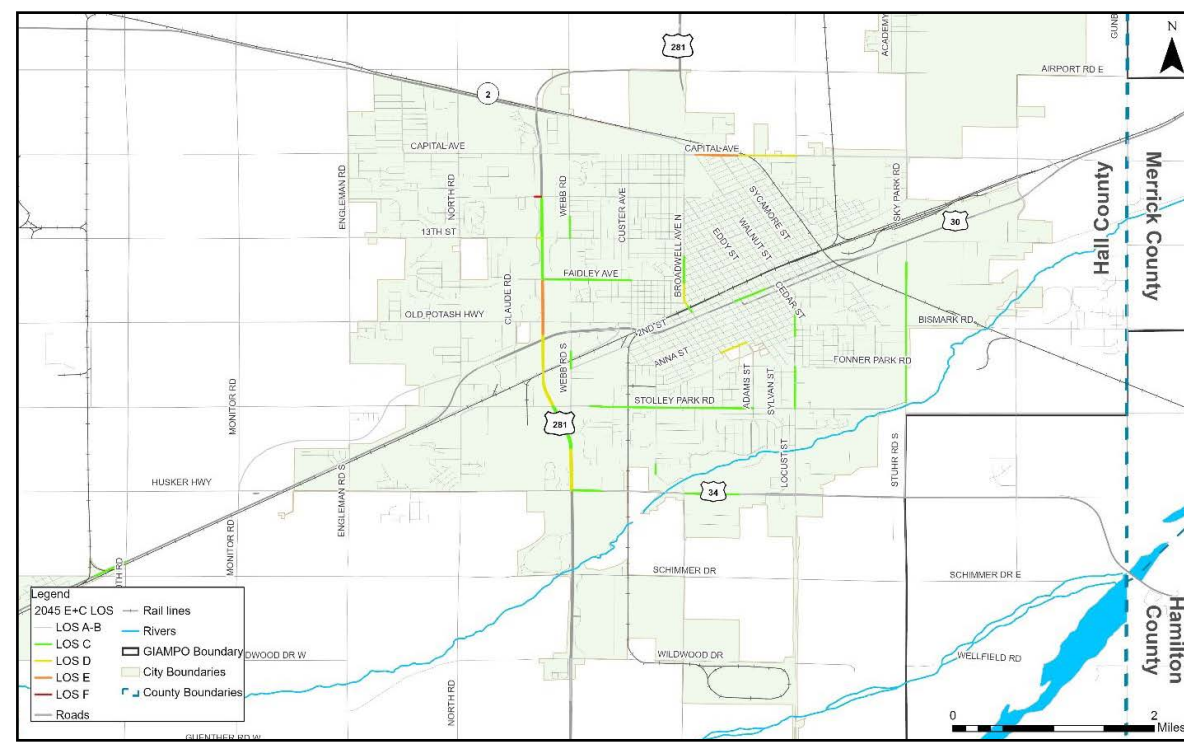 281
ACADEMY
GUNB
N
AIRPORT RD E
2
CAPITAL AVE
CAPITAL AVE
ENGLEMAN RD
NORTH RD
WEBB RD
CUSTER AVE
BROADWELL AVE N
SYCAMORE ST
WALNUT ST
EDDY ST
SKY PARK RD
30
Hall County
Merrick County
13TH ST
FAIDLEY AVE
CLAUDE RD
OLD POTASH HWY
2ND ST
CEDAR ST
BISMARK RD
WEBB RD S
ANNA ST
FONNER PARK RD
ADAMS ST
SYLVAN ST
STOLLEY PARK RD
MONITOR RD
281
LOCUST ST
STUHR RD S
HUSKER HWY
ENGLEMAN RD S
34
MONITOR RD
OTH RD
SCHIMMER DR
SCHIMMER DR E
Hamilton County
DWOOD DR W
WILDWOOD DR
WELLFIELD RD
NORTH RD
GUENTHER RD W
Legend
2045 E+C LOS
LOS A-B
LOS C
LOS D
LOS E
LOS F
Roads
Rail lines
Rivers
GIAMPO Boundary
City Boundaries
County Boundaries
0 2
Miles